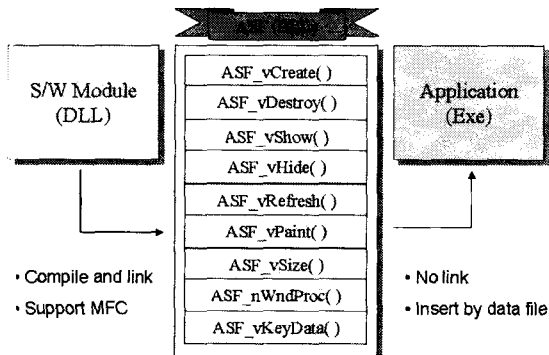 ASF
S/W Module
(DLL)
ASF_vCreate( )
ASF_vDestroy( )
ASF_vShow( )
ASF_vHide( )
ASF_vRefresh( )
ASF_vPaint( )
ASF_vSize( )
ASF_nWndProc( )
ASF_vKeyData( )
Application
(Exe)
• Compile and link
• Support MFC
• No link
• Insert by data file